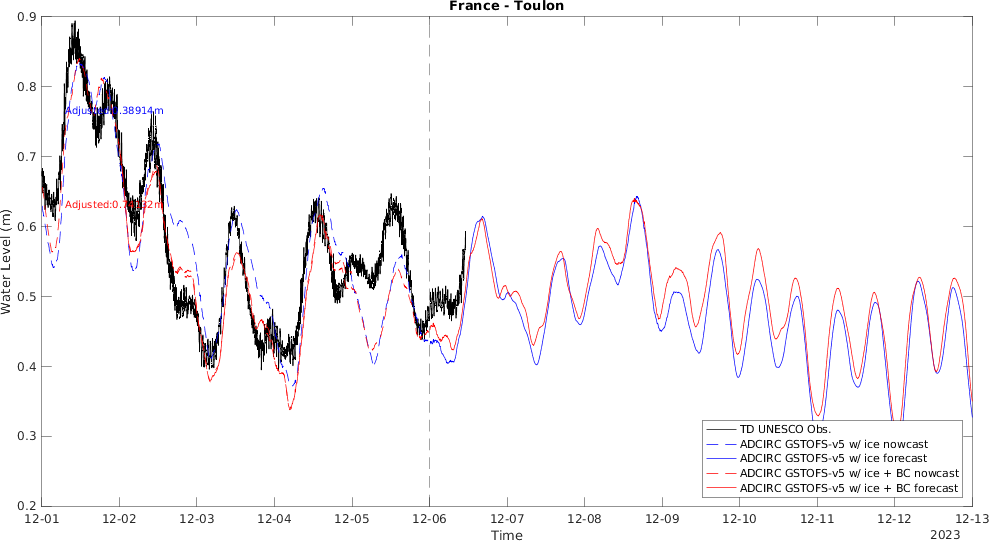 France - Toulon
0.9
0.8
0.7
0.6
0.5
0.4
0.3
0.2
Water Level (m)
12-01
12-02
12-03
12-04
12-05
12-06
12-07
12-08
12-09
12-10
12-11
12-12
12-13
Time
2023
TD UNESCO Obs.
ADCIRC GSTOFS-v5 w/ ice nowcast
ADCIRC GSTOFS-v5 w/ ice forecast
ADCIRC GSTOFS-v5 w/ ice + BC nowcast
ADCIRC GSTOFS-v5 w/ ice + BC forecast